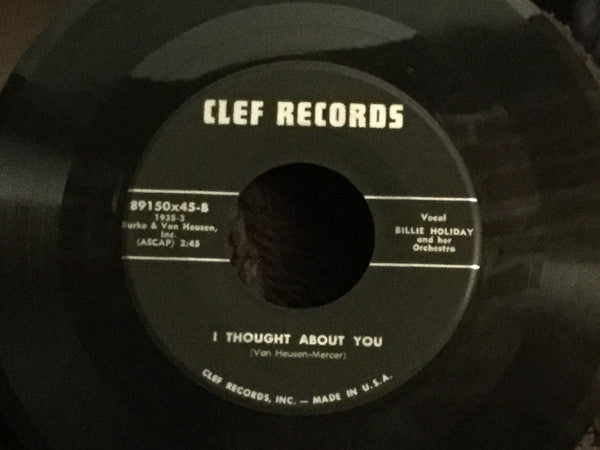 CLEF RECORDS
89150x45-B
1935-3
Burke & Van Heusen,
Inc.
(ASCAP) 2:45
Vocal
BILLIE HOLIDAY
and her
Orchestra
I THOUGHT ABOUT YOU
(Van Heusen-Mercer)
CLEF RECORDS, INC. — MADE IN U.S.A.